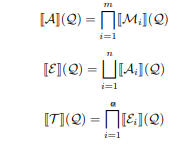 ⟦𝒜⟧(𝒬) = ∏_{i=1}^{m} ⟦ℳ_i⟧(𝒬)
⟦ℰ⟧(𝒬) = ∐_{i=1}^{n} ⟦𝒜_i⟧(𝒬)
⟦𝒯⟧(𝒬) = ∏_{i=1} ⟦ℰ_i⟧(𝒬)